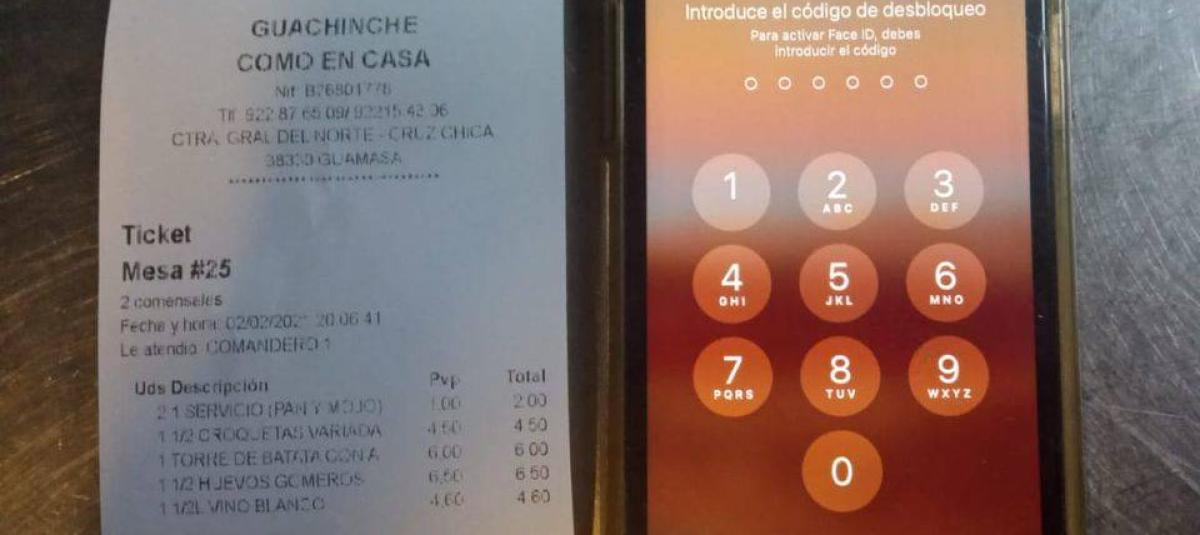 GUACHINCHE
COMO EN CASA
Nif: B76801778
Tlf: 922 87 65 09/ 92215 42 06
CTRA. GRAL DEL NORTE - CRUZ CHICA
38330 GUAMASA
Ticket
Mesa #25
2 comensales
Fecha y hora: 02/02/2021 20:06:41
Le atendio: COMANDERO 1
Uds Descripción Pvp Total
2 1 SERVICIO (PAN Y MOJO) 1.00 2.00
1 1/2 CROQUETAS VARIADA 4.50 4.50
1 TORRE DE BATATA CON A 6.00 6.00
1 1/2 HUEVOS GOMEROS 6.50 6.50
1 1/2L VINO BLANCO 4.60 4.60
Introduce el código de desbloqueo
Para activar Face ID, debes
introducir el código
1 2 3
ABC DEF
4 5 6
GHI JKL MNO
7 8 9
PQRS TUV WXYZ
0